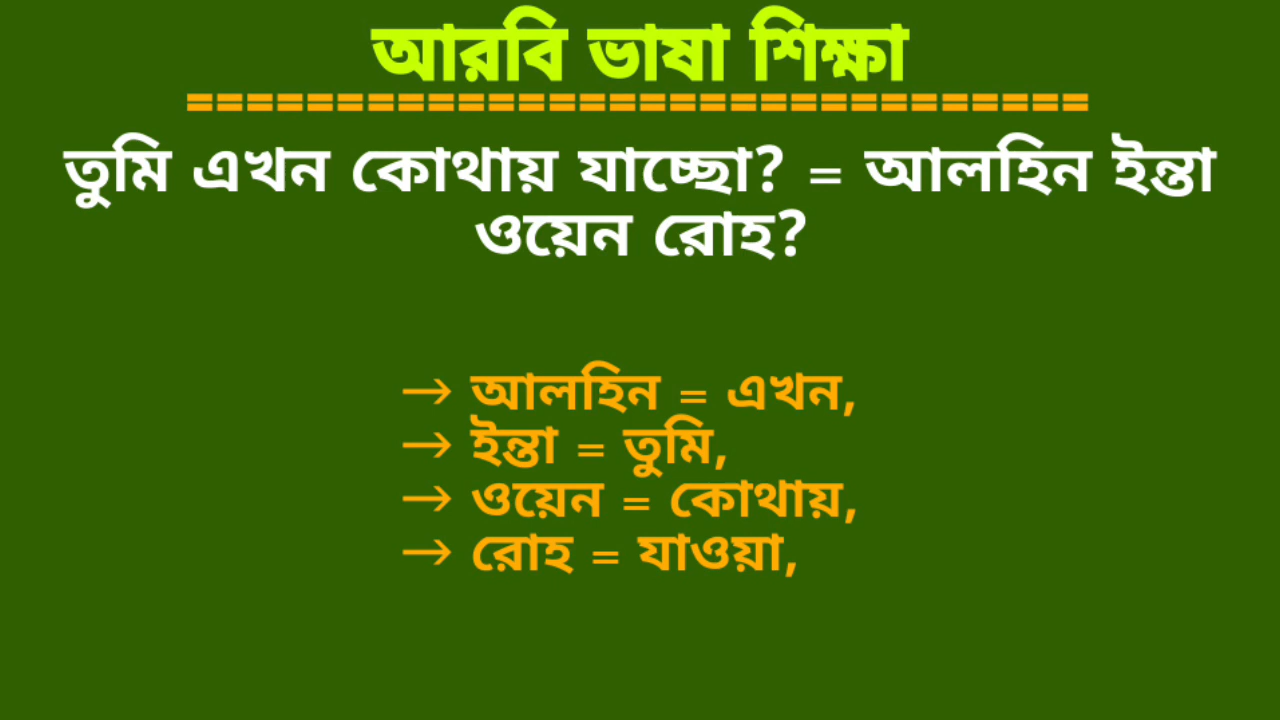 আরবি ভাষা শিক্ষা
==============================
তুমি এখন কোথায় যাচ্ছো? = আলহিন ইন্তা
ওয়েন রোহ?
→ আলহিন = এখন,
→ ইন্তা = তুমি,
→ ওয়েন = কোথায়,
→ রোহ = যাওয়া,